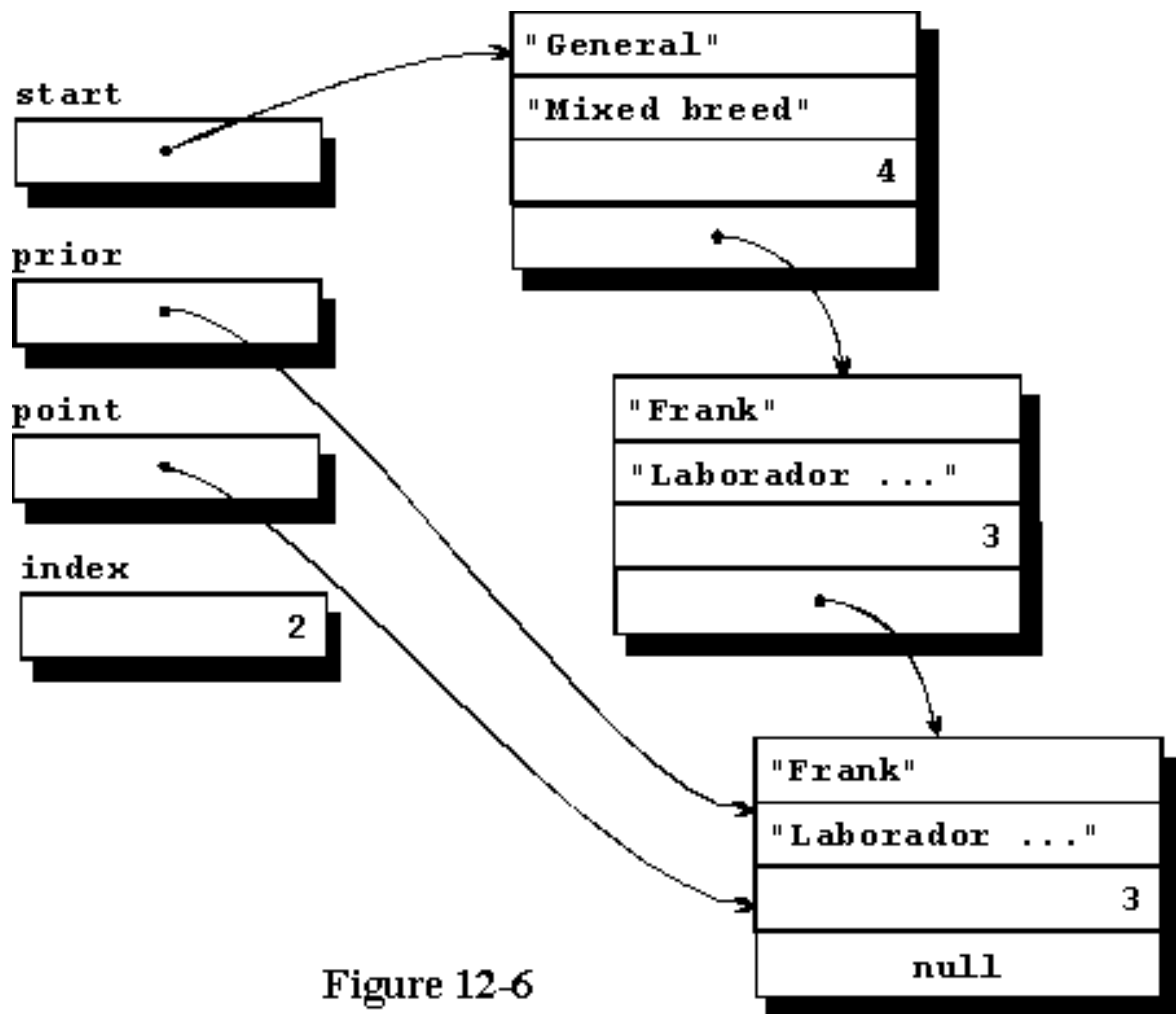 start
prior
point
index
2
"General"
"Mixed breed"
4
"Frank"
"Laborador ..."
3
"Frank"
"Laborador ..."
3
null
Figure 12-6